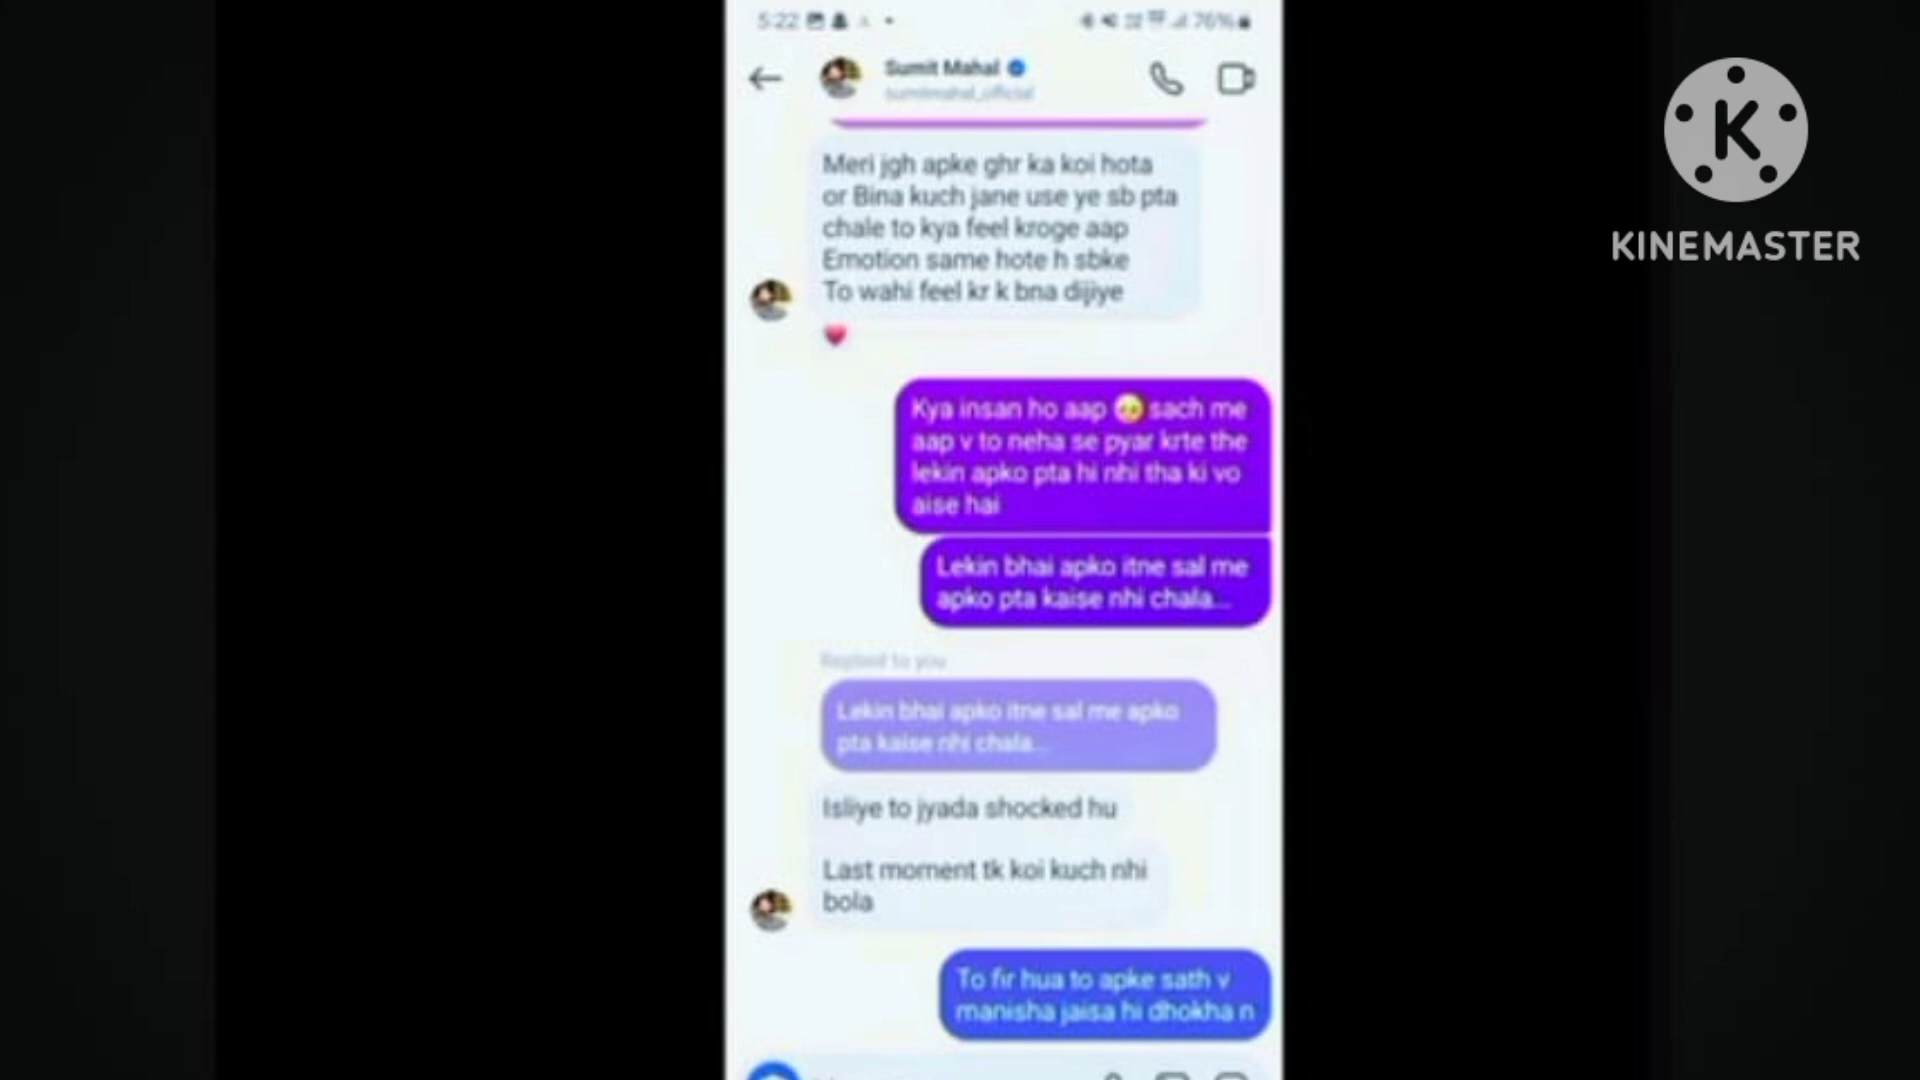 5:22
76%
Sumit Mahal
sumitmahal_official
Meri jgh apke ghr ka koi hota
or Bina kuch jane use ye sb pta
chale to kya feel kroge aap
Emotion same hote h sbke
To wahi feel kr k bna dijiye
Kya insan ho aap 🥺 sach me
aap v to neha se pyar krte the
lekin apko pta hi nhi tha ki vo
aise hai
Lekin bhai apko itne sal me
apko pta kaise nhi chala...
Replied to you
Lekin bhai apko itne sal me apko
pta kaise nhi chala...
Isliye to jyada shocked hu
Last moment tk koi kuch nhi
bola
To fir hua to apke sath v
manisha jaisa hi dhokha n
K
KINEMASTER